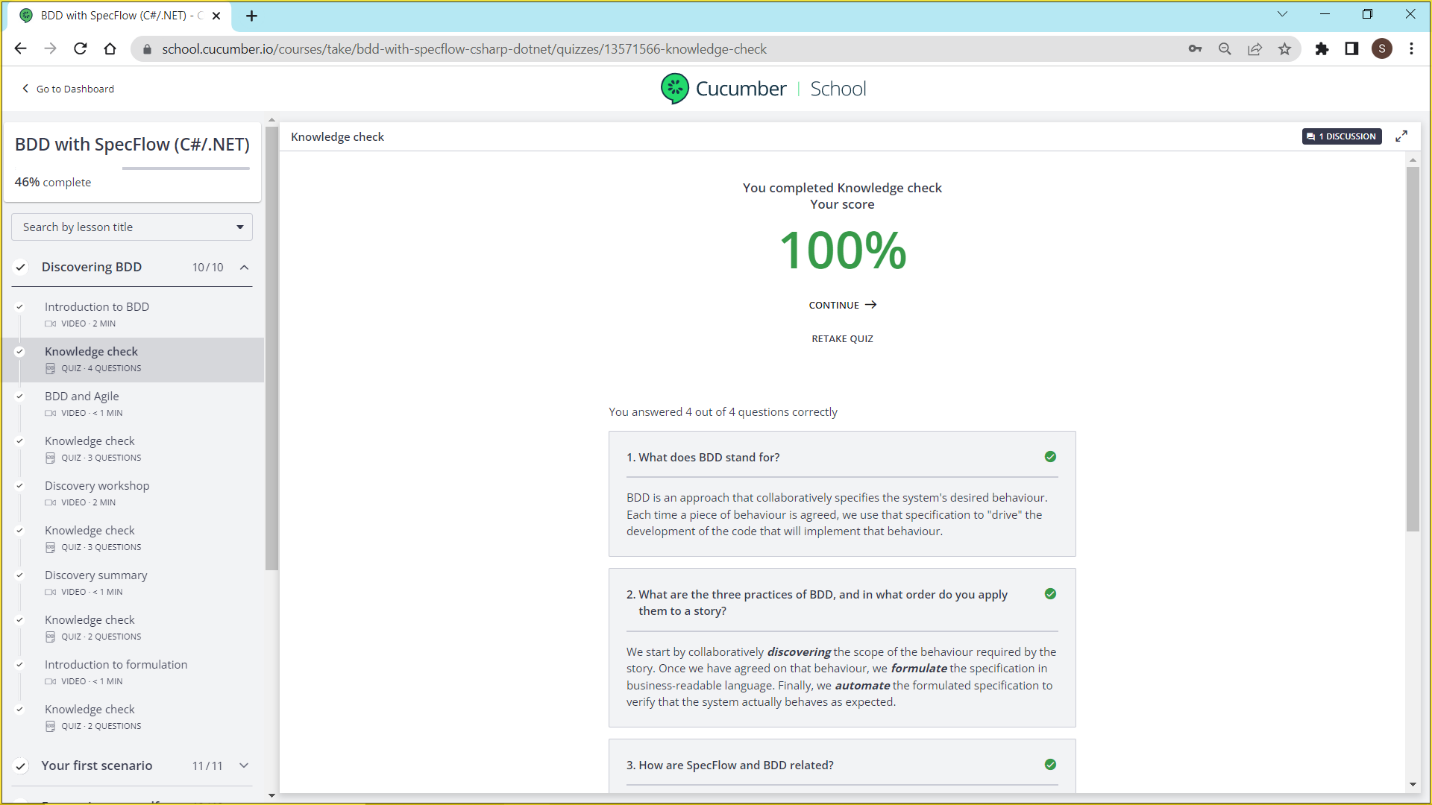 BDD with SpecFlow (C#/.NET) - C
school.cucumber.io/courses/take/bdd-with-specflow-csharp-dotnet/quizzes/13571566-knowledge-check
S
Go to Dashboard
Cucumber | School
BDD with SpecFlow (C#/.NET)
46% complete
Search by lesson title
Discovering BDD 10 / 10
Introduction to BDD
VIDEO · 2 MIN
Knowledge check
QUIZ · 4 QUESTIONS
BDD and Agile
VIDEO · < 1 MIN
Knowledge check
QUIZ · 3 QUESTIONS
Discovery workshop
VIDEO · 2 MIN
Knowledge check
QUIZ · 3 QUESTIONS
Discovery summary
VIDEO · < 1 MIN
Knowledge check
QUIZ · 2 QUESTIONS
Introduction to formulation
VIDEO · < 1 MIN
Knowledge check
QUIZ · 2 QUESTIONS
Your first scenario 11 / 11
Knowledge check
1 DISCUSSION
You completed Knowledge check
Your score
100%
CONTINUE →
RETAKE QUIZ
You answered 4 out of 4 questions correctly
1. What does BDD stand for?
BDD is an approach that collaboratively specifies the system's desired behaviour.
Each time a piece of behaviour is agreed, we use that specification to "drive" the
development of the code that will implement that behaviour.
2. What are the three practices of BDD, and in what order do you apply
them to a story?
We start by collaboratively discovering the scope of the behaviour required by the
story. Once we have agreed on that behaviour, we formulate the specification in
business-readable language. Finally, we automate the formulated specification to
verify that the system actually behaves as expected.
3. How are SpecFlow and BDD related?